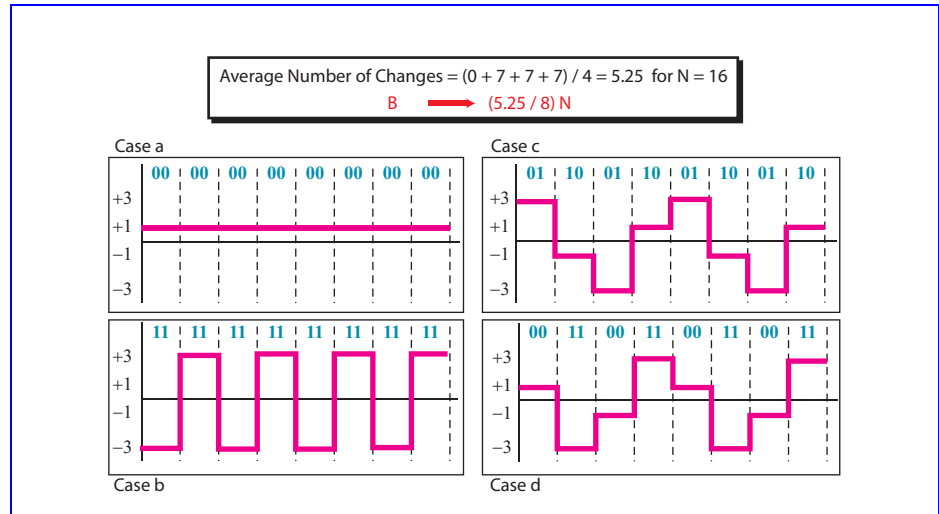 Average Number of Changes = (0 + 7 + 7 + 7) / 4 = 5.25 for N = 16
B (5.25 / 8) N
Case a
00 00 00 00 00 00 00 00
+3
+1
−1
−3
Case c
01 10 01 10 01 10 01 10
+3
+1
−1
−3
11 11 11 11 11 11 11 11
+3
+1
−1
−3
Case b
00 11 00 11 00 11 00 11
+3
+1
−1
−3
Case d